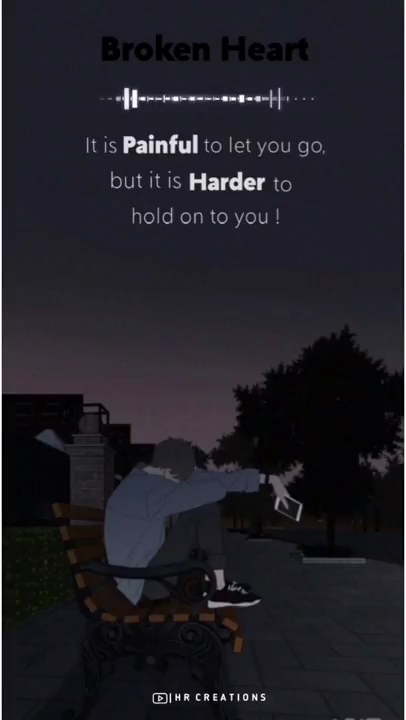 Broken Heart
It is Painful to let you go,
but it is Harder to
hold on to you !
HR CREATIONS